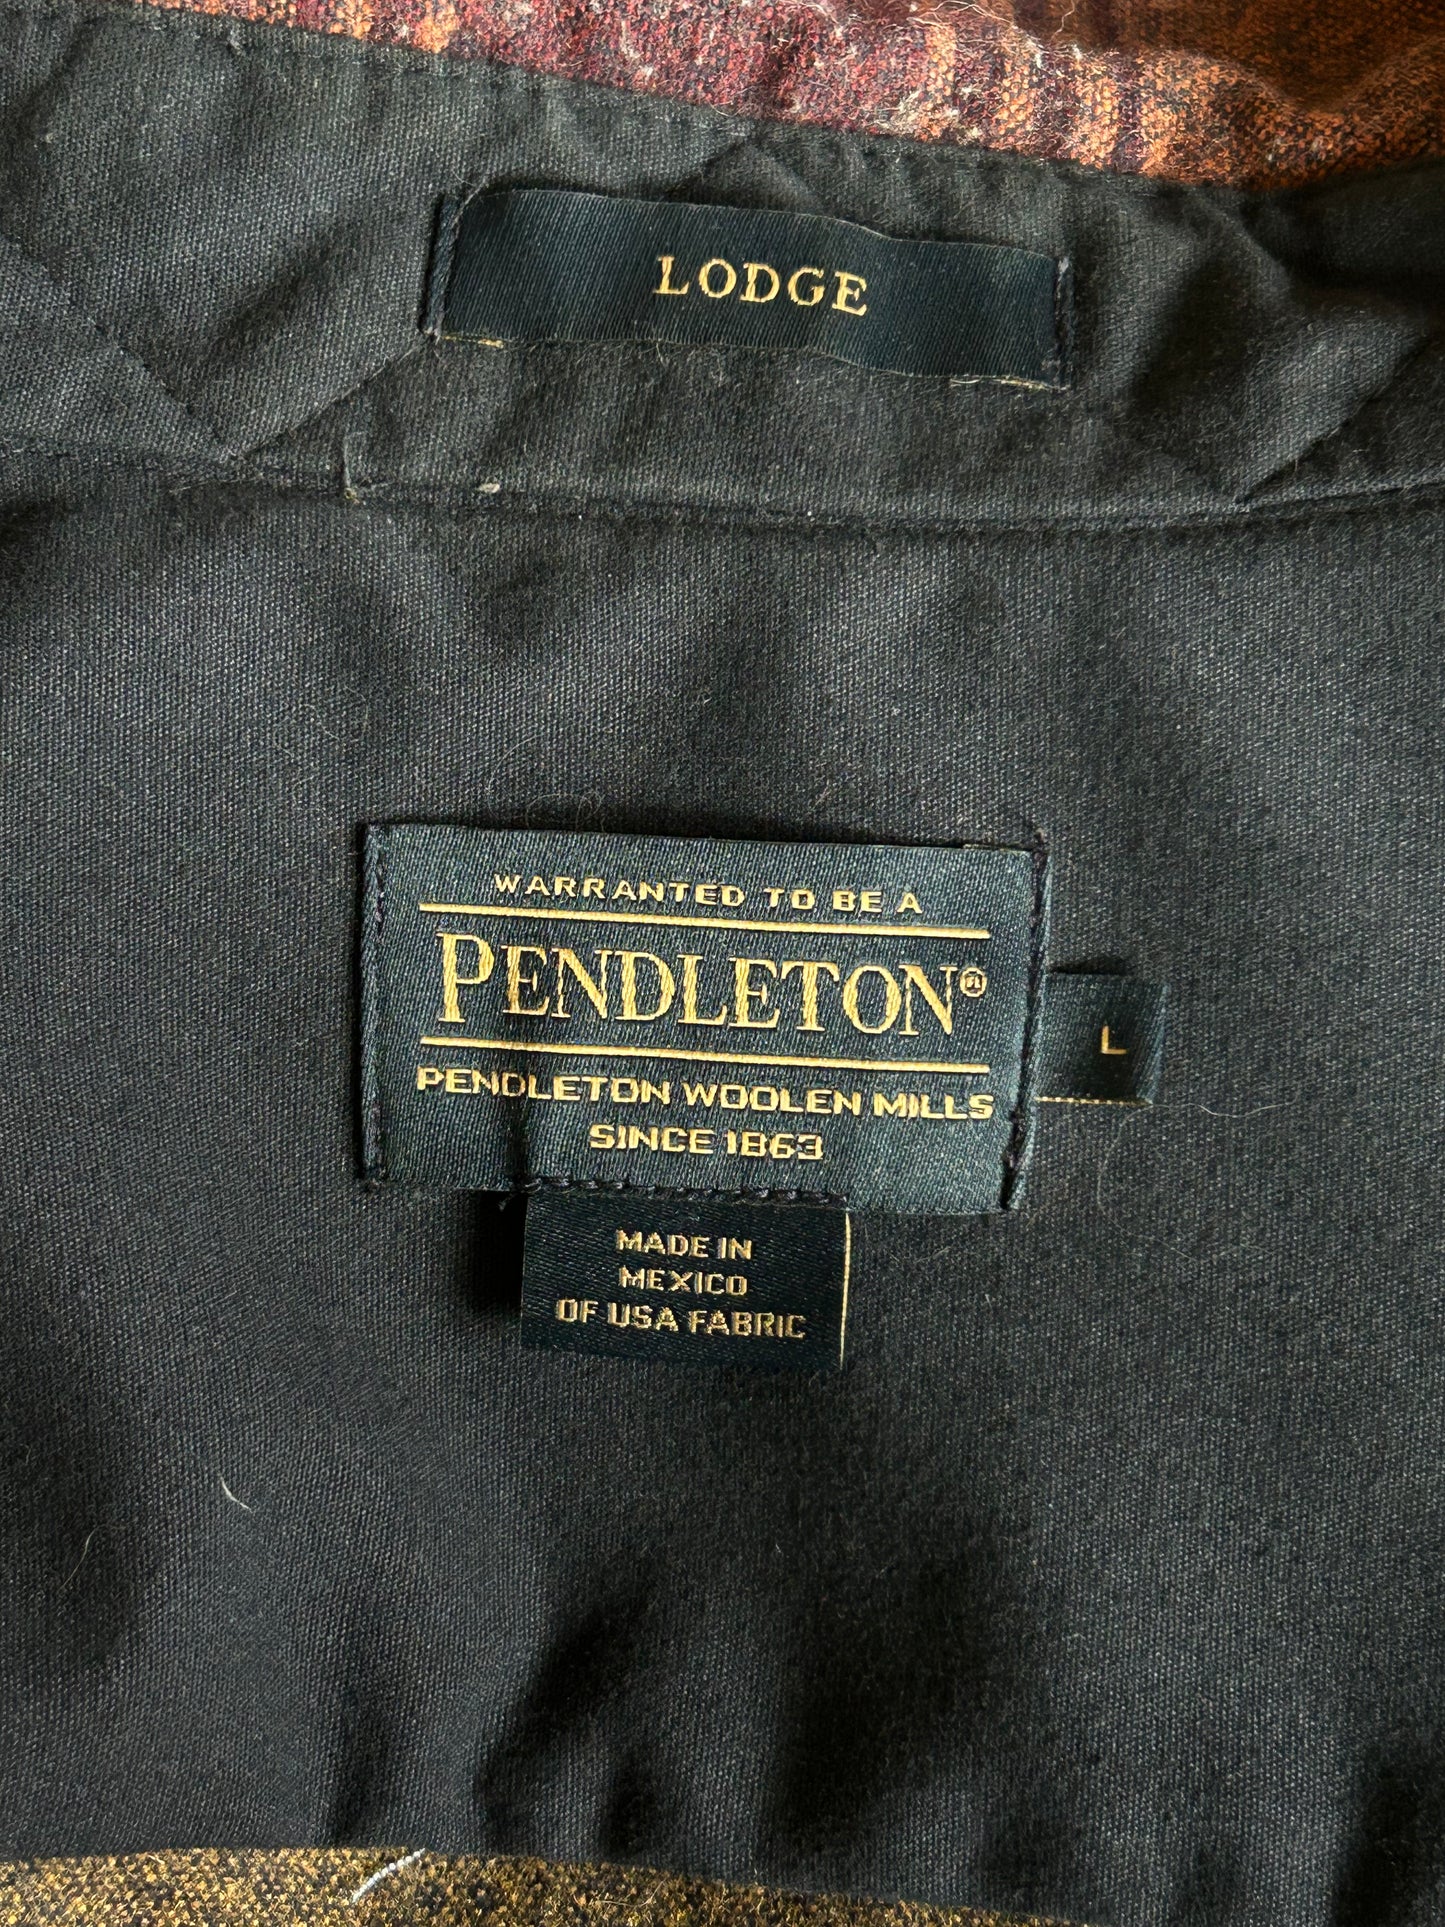 LODGE
WARRANTED TO BE A
PENDLETON®
PENDLETON WOOLEN MILLS
SINCE 1863
L
MADE IN
MEXICO
OF USA FABRIC